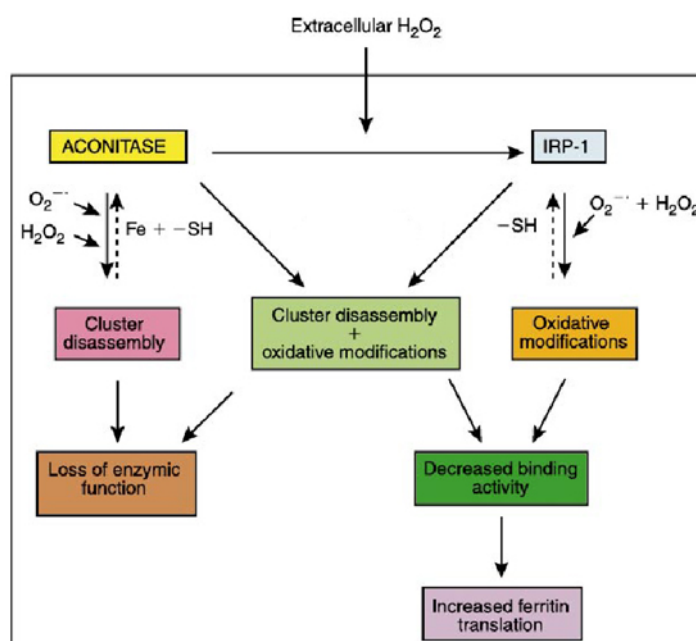 Extracellular H₂O₂
ACONITASE
IRP-1
O₂⁻·
H₂O₂
Fe + –SH
–SH
O₂⁻· + H₂O₂
Cluster
disassembly
Cluster disassembly
+
oxidative modifications
Oxidative
modifications
Loss of enzymic
function
Decreased binding
activity
Increased ferritin
translation